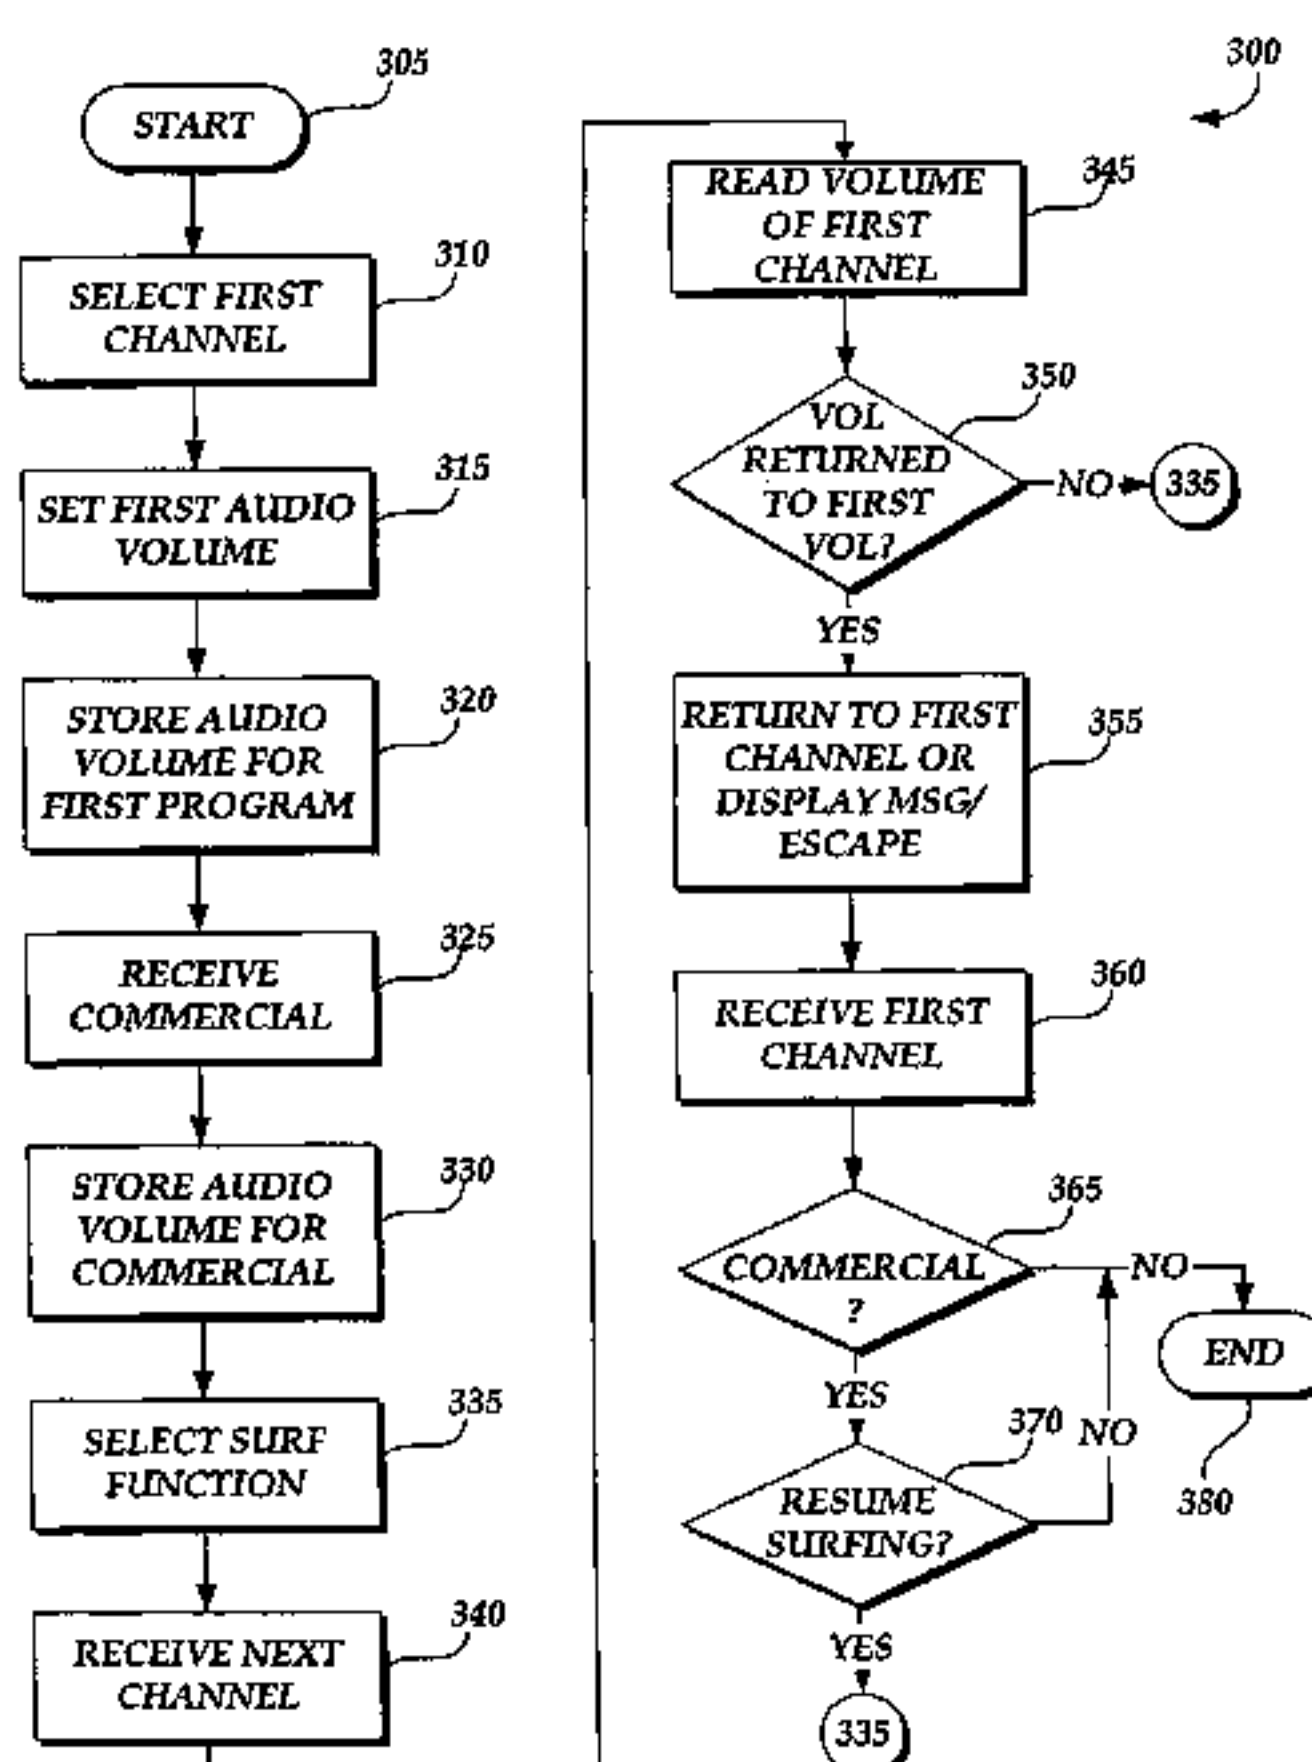 305
START
310
SELECT FIRST
CHANNEL
315
SET FIRST AUDIO
VOLUME
320
STORE AUDIO
VOLUME FOR
FIRST PROGRAM
325
RECEIVE
COMMERCIAL
330
STORE AUDIO
VOLUME FOR
COMMERCIAL
335
SELECT SURF
FUNCTION
340
RECEIVE NEXT
CHANNEL
300
345
READ VOLUME
OF FIRST
CHANNEL
350
VOL
RETURNED
TO FIRST
VOL?
NO
335
YES
355
RETURN TO FIRST
CHANNEL OR
DISPLAY MSG/
ESCAPE
360
RECEIVE FIRST
CHANNEL
365
COMMERCIAL
?
NO
END
380
YES
370
NO
RESUME
SURFING?
YES
335